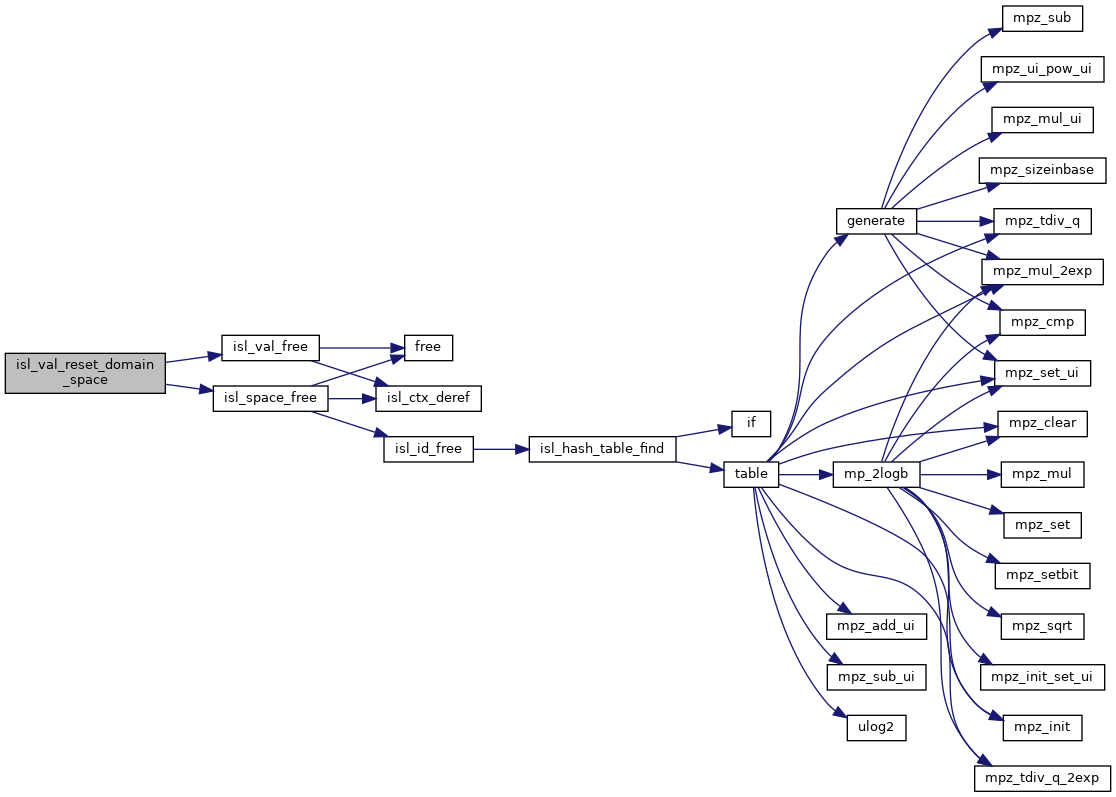 isl_val_reset_domain
_space
isl_val_free
isl_space_free
free
isl_ctx_deref
isl_id_free
isl_hash_table_find
if
table
generate
mp_2logb
mpz_add_ui
mpz_sub_ui
ulog2
mpz_sub
mpz_ui_pow_ui
mpz_mul_ui
mpz_sizeinbase
mpz_tdiv_q
mpz_mul_2exp
mpz_cmp
mpz_set_ui
mpz_clear
mpz_mul
mpz_set
mpz_setbit
mpz_sqrt
mpz_init_set_ui
mpz_init
mpz_tdiv_q_2exp